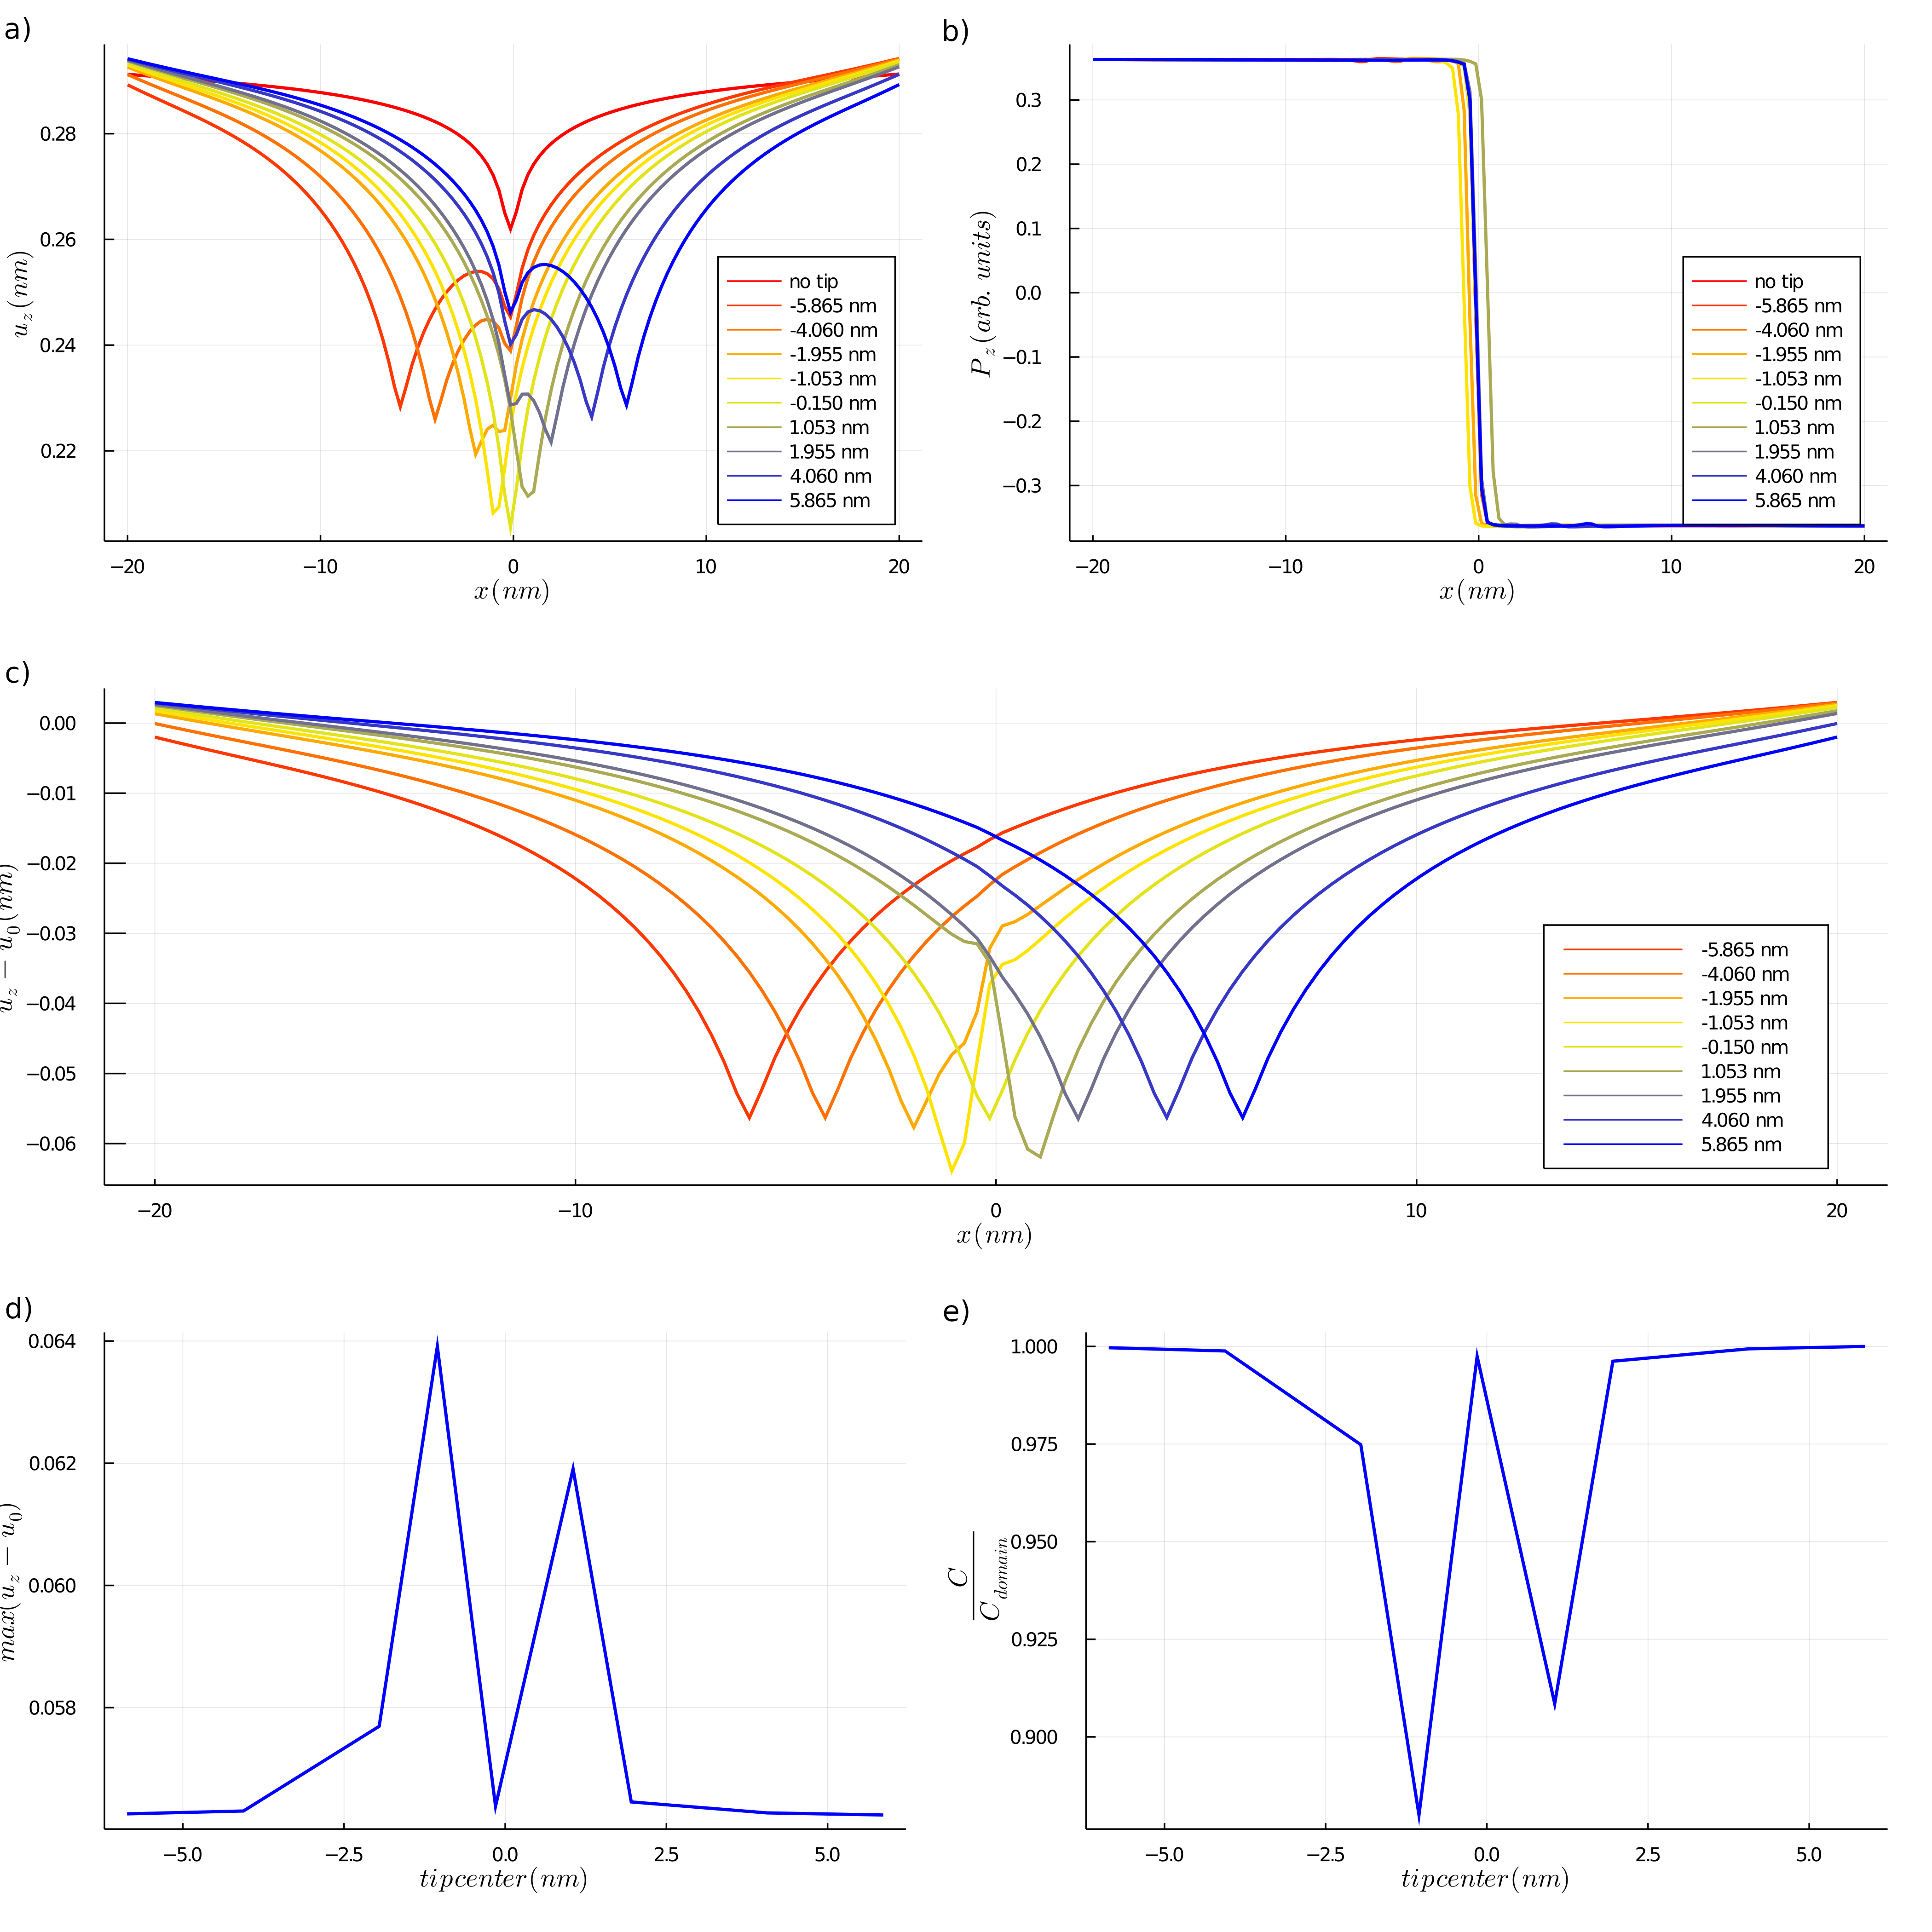 a)
u_z(nm)
0.28
0.26
0.24
0.22
−20
−10
0
10
20
x(nm)
no tip
-5.865 nm
-4.060 nm
-1.955 nm
-1.053 nm
-0.150 nm
1.053 nm
1.955 nm
4.060 nm
5.865 nm
b)
P_z(arb. units)
0.3
0.2
0.1
0.0
−0.1
−0.2
−0.3
−20
−10
0
10
20
x(nm)
no tip
-5.865 nm
-4.060 nm
-1.955 nm
-1.053 nm
-0.150 nm
1.053 nm
1.955 nm
4.060 nm
5.865 nm
c)
u_z − u_0(nm)
0.00
−0.01
−0.02
−0.03
−0.04
−0.05
−0.06
−20
−10
0
10
20
x(nm)
-5.865 nm
-4.060 nm
-1.955 nm
-1.053 nm
-0.150 nm
1.053 nm
1.955 nm
4.060 nm
5.865 nm
d)
max(u_z − u_0)
0.064
0.062
0.060
0.058
−5.0
−2.5
0.0
2.5
5.0
tipcenter(nm)
e)
C
C_domain
1.000
0.975
0.950
0.925
0.900
−5.0
−2.5
0.0
2.5
5.0
tipcenter(nm)